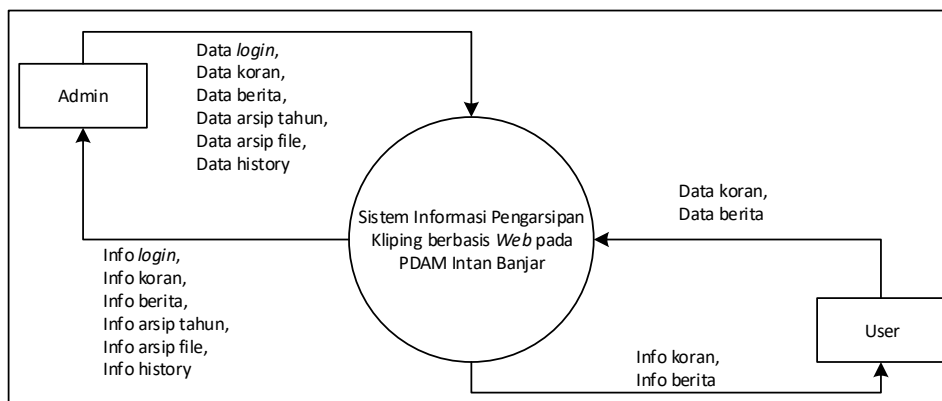 Admin
Data login,
Data koran,
Data berita,
Data arsip tahun,
Data arsip file,
Data history
Sistem Informasi Pengarsipan
Kliping berbasis Web pada
PDAM Intan Banjar
Data koran,
Data berita
Info login,
Info koran,
Info berita,
Info arsip tahun,
Info arsip file,
Info history
User
Info koran,
Info berita